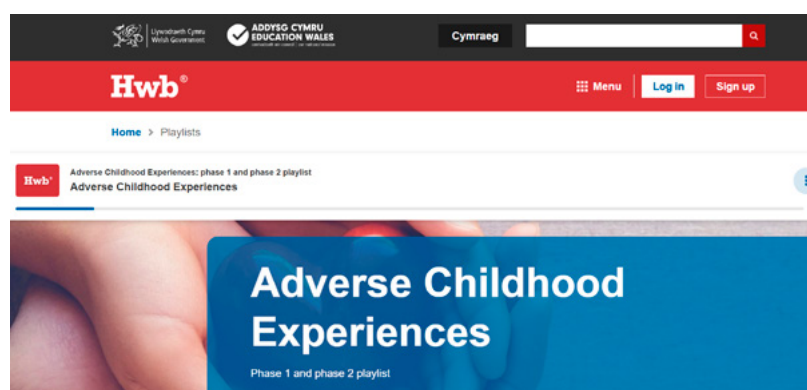 Llywodraeth Cymru
Welsh Government
ADDYSG CYMRU
EDUCATION WALES
Cymraeg
Hwb®
Menu
Log in
Sign up
Home > Playlists
Hwb®
Adverse Childhood Experiences: phase 1 and phase 2 playlist
Adverse Childhood Experiences
Adverse Childhood
Experiences
Phase 1 and phase 2 playlist